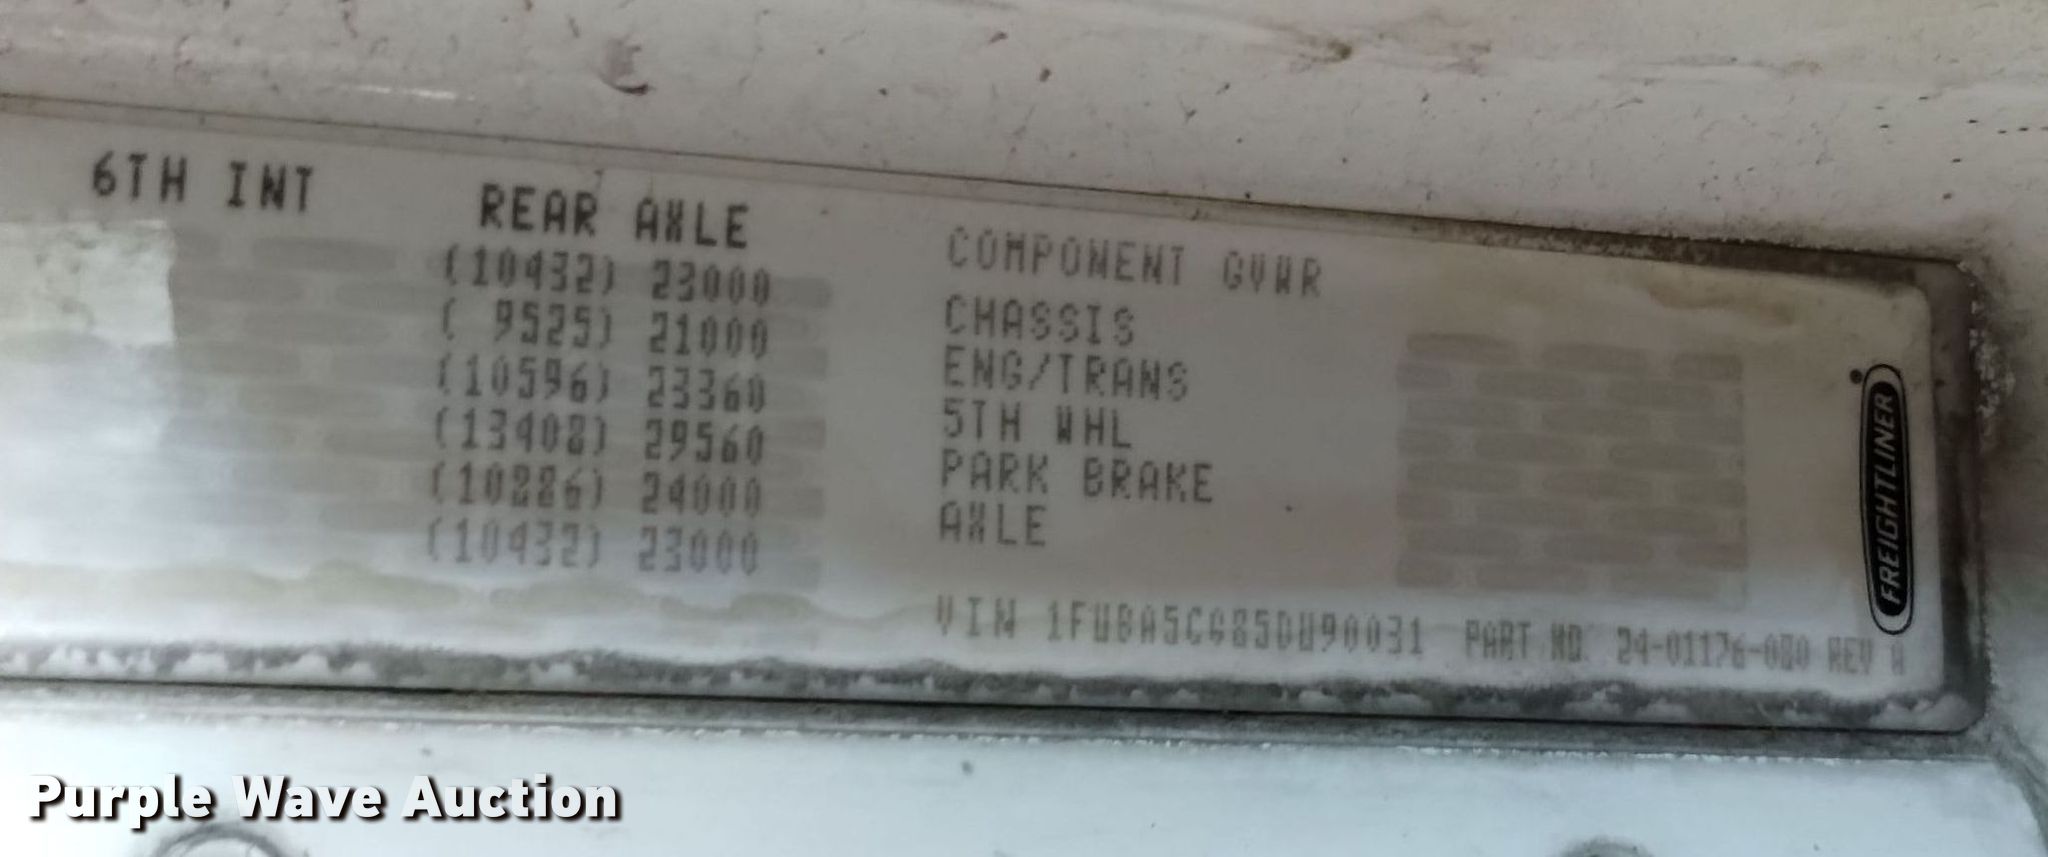 6TH INT REAR AXLE
(10432) 23000
( 9525) 21000
(10596) 23360
(13408) 29560
(10886) 24000
(10432) 23000
COMPONENT GVWR
CHASSIS
ENG/TRANS
5TH WHL
PARK BRAKE
AXLE
VIN 1FUBA5CG85DU90031 PART NO. 24-01176-080 REV A
FREIGHTLINER
Purple Wave Auction